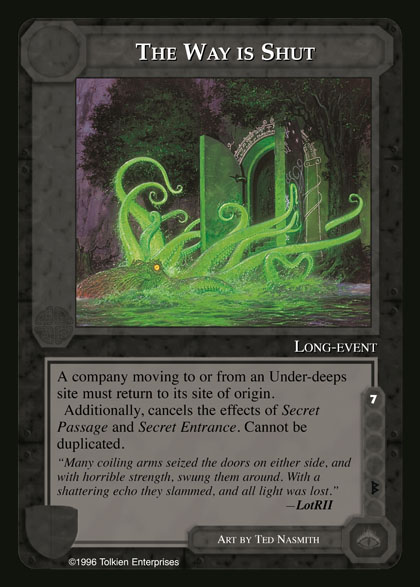 THE WAY IS SHUT
LONG-EVENT
A company moving to or from an Under-deeps
site must return to its site of origin.
Additionally, cancels the effects of Secret
Passage and Secret Entrance. Cannot be
duplicated.
7
“Many coiling arms seized the doors on either side, and
with horrible strength, swung them around. With a
shattering echo they slammed, and all light was lost.”
—LotRII
ART BY TED NASMITH
©1996 Tolkien Enterprises